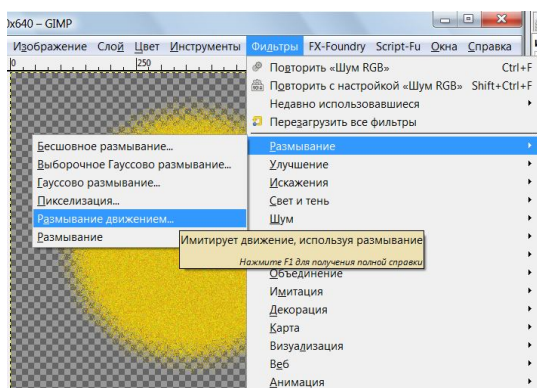 0x640 – GIMP
Изображение Слой Цвет Инструменты Фильтры FX-Foundry Script-Fu Окна Справка
0 250
Повторить «Шум RGB» Ctrl+F
Повторить с настройкой «Шум RGB» Shift+Ctrl+F
Недавно использовавшиеся
Перезагрузить все фильтры
Размывание
Улучшение
Искажения
Свет и тень
Шум
Объединение
Имитация
Декорация
Карта
Визуализация
Веб
Анимация
Бесшовное размывание...
Выборочное Гауссово размывание...
Гауссово размывание...
Пикселизация...
Размывание движением...
Размывание
Имитирует движение, используя размывание
Нажмите F1 для получения полной справки